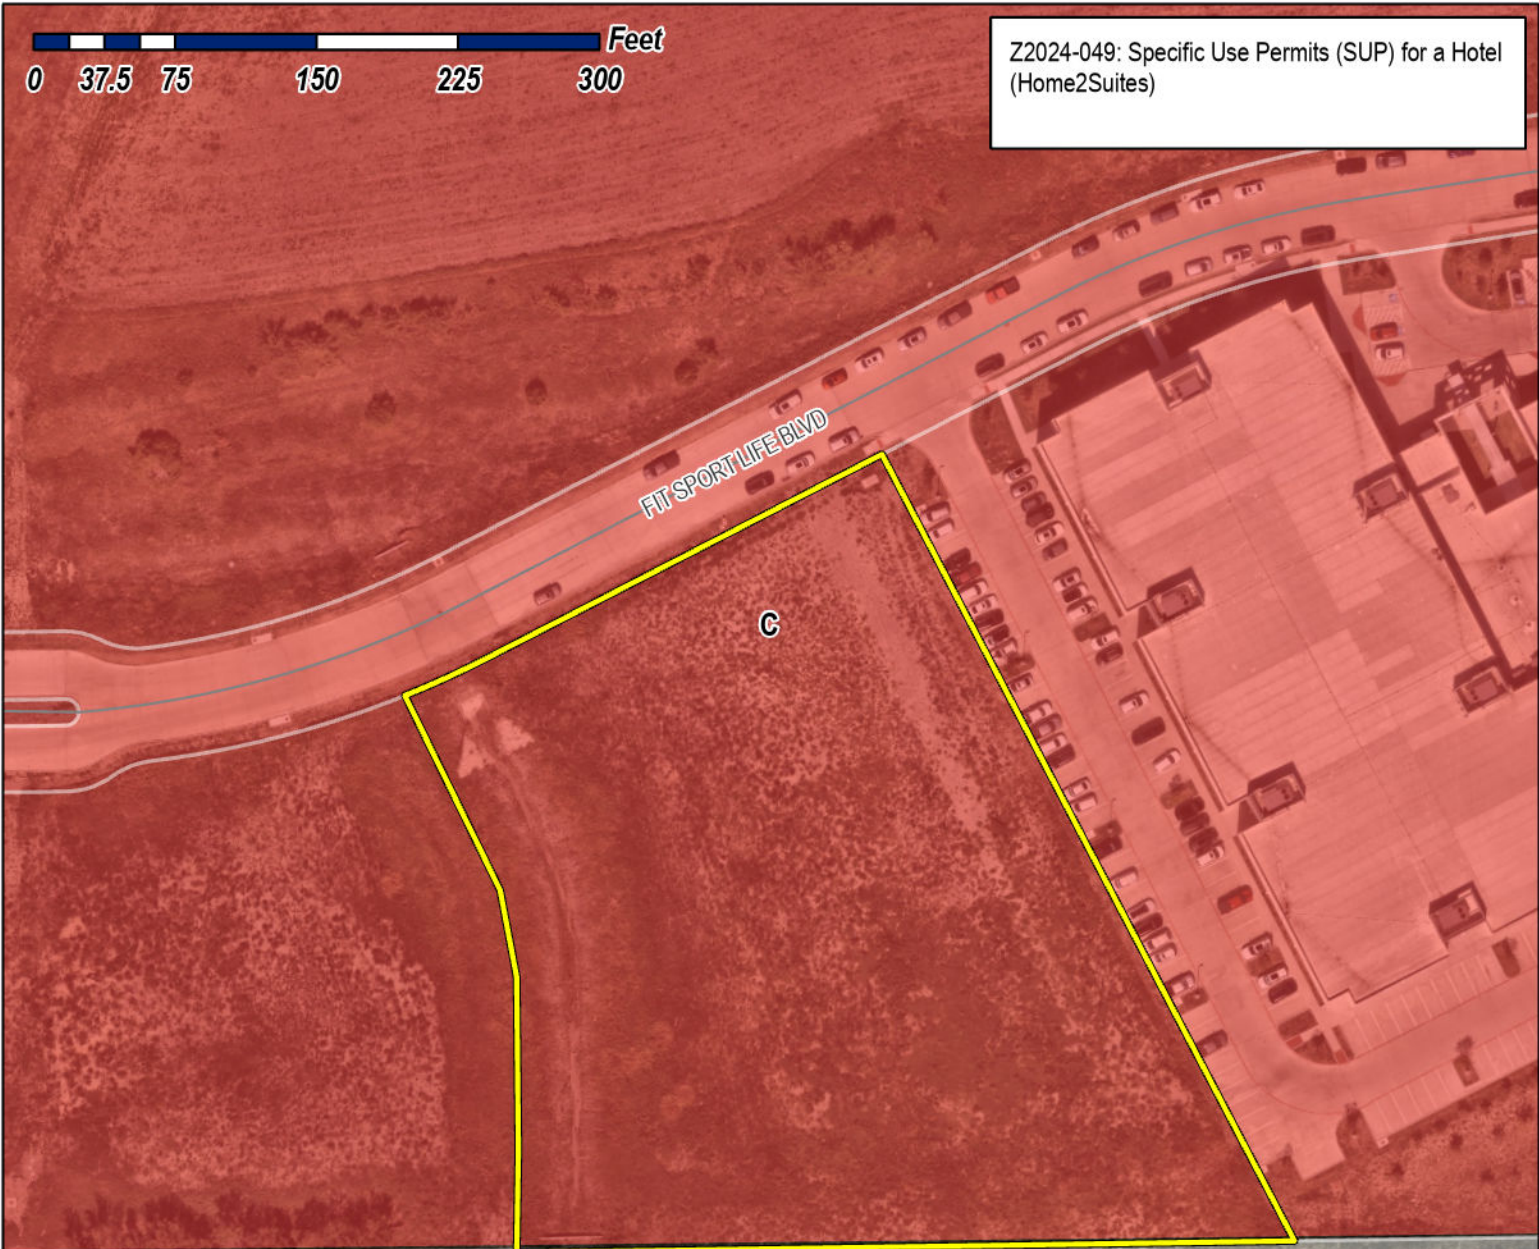 Feet
0 37.5 75 150 225 300
Z2024-049: Specific Use Permits (SUP) for a Hotel
(Home2Suites)
FIT SPORT LIFE BLVD
C